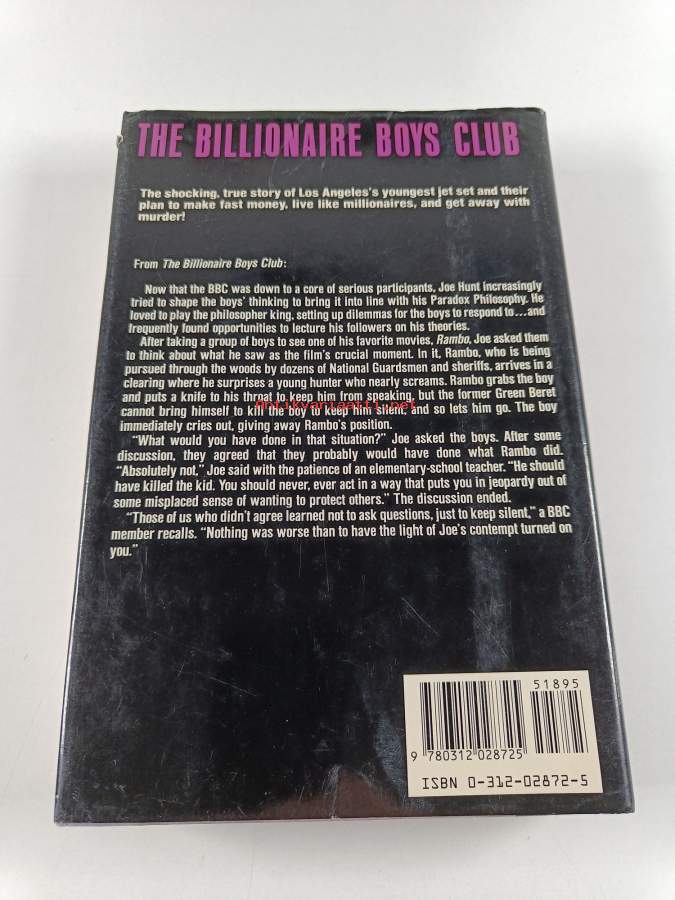 THE BILLIONAIRE BOYS CLUB
The shocking, true story of Los Angeles's youngest jet set and their
plan to make fast money, live like millionaires, and get away with
murder!
From The Billionaire Boys Club:
Now that the BBC was down to a core of serious participants, Joe Hunt increasingly
tried to shape the boys' thinking to bring it into line with his Paradox Philosophy. He
loved to play the philosopher king, setting up dilemmas for the boys to respond to...and
frequently found opportunities to lecture his followers on his theories.
After taking a group of boys to see one of his favorite movies, Rambo, Joe asked them
to think about what he saw as the film's crucial moment. In it, Rambo, who is being
pursued through the woods by dozens of National Guardsmen and sheriffs, arrives in a
clearing where he surprises a young hunter who nearly screams. Rambo grabs the boy
and puts a knife to his throat to keep him from speaking, but the former Green Beret
Antikvariaatti.net
cannot bring himself to kill the boy to keep him silent, and so lets him go. The boy
immediately cries out, giving away Rambo's position.
"What would you have done in that situation?" Joe asked the boys. After some
discussion, they agreed that they probably would have done what Rambo did.
"Absolutely not," Joe said with the patience of an elementary-school teacher. "He should
have killed the kid. You should never, ever act in a way that puts you in jeopardy out of
some misplaced sense of wanting to protect others." The discussion ended.
"Those of us who didn't agree learned not to ask questions, just to keep silent," a BBC
member recalls. "Nothing was worse than to have the light of Joe's contempt turned on
you."
51895
9 780312 028725
ISBN 0-312-02872-5